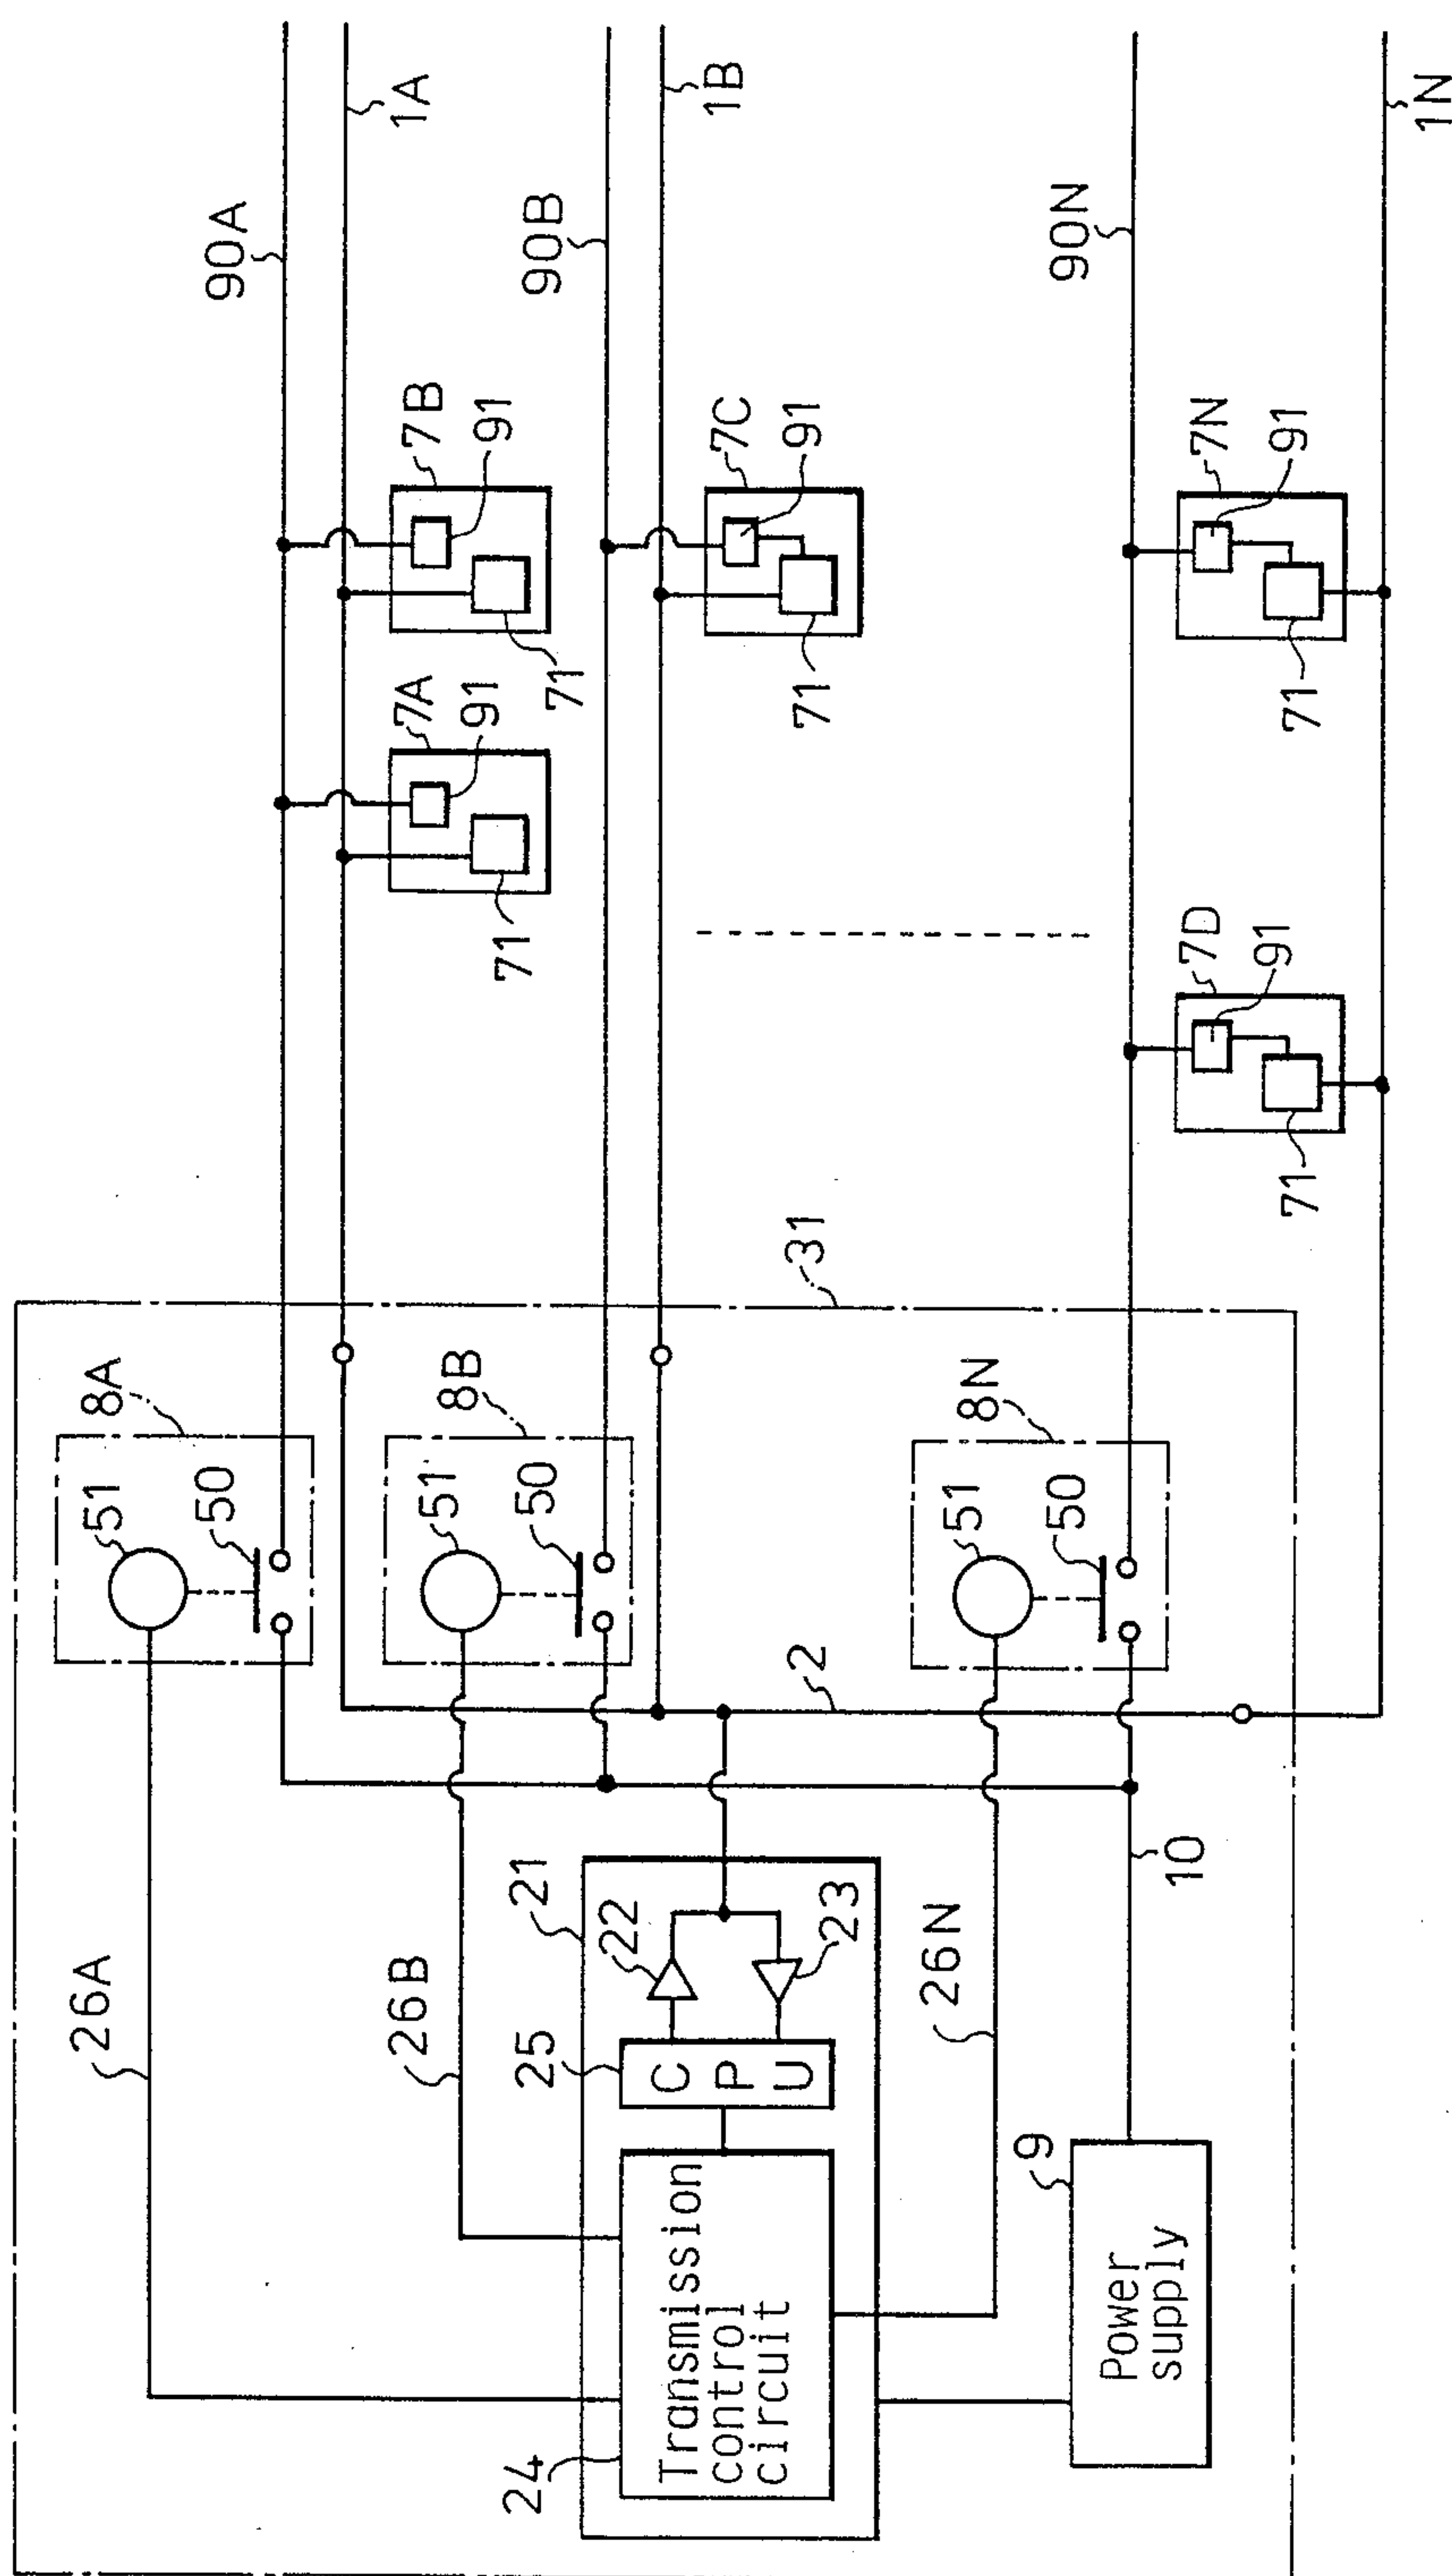 26A
51
8A
50
90A
26B
51
8B
7A
7B
1A
91
91
24
25
21
50
71
71
90B
22
Transmission
control
circuit
C
P
U
7C
1B
2
31
91
71
23
26N
51
8N
9
50
90N
Power
supply
10
7D
7N
91
91
71
71
1N